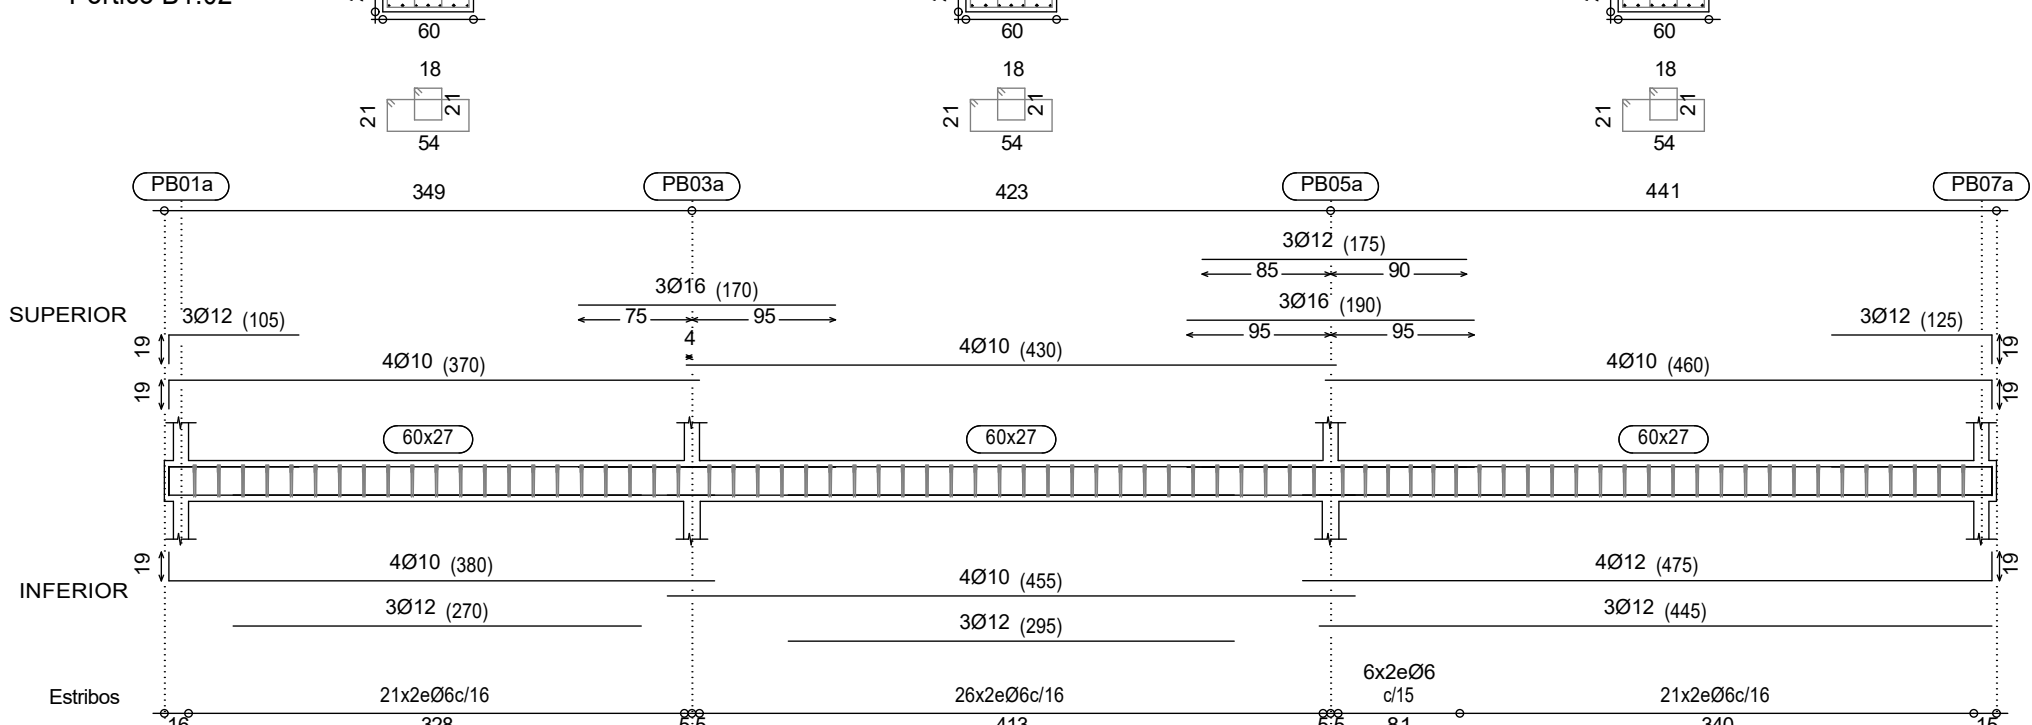 Pórtico B1.02
60 60 60
18 18 18
21 21 21 21 21 21
54 54 54
PB01a 349 PB03a 423 PB05a 441 PB07a
3Ø12 (175)
85 90
3Ø16 (170)
3Ø16 (190)
SUPERIOR 3Ø12 (105) 75 95 95 95 3Ø12 (125)
19 4 19
4Ø10 (430)
4Ø10 (370) 4Ø10 (460)
19 19
60x27 60x27 60x27
19 4Ø10 (380) 4Ø12 (475) 19
4Ø10 (455)
INFERIOR
3Ø12 (270) 3Ø12 (445)
3Ø12 (295)
6x2eØ6
Estribos 21x2eØ6c/16 26x2eØ6c/16 c/15 21x2eØ6c/16
16 328 5 5 413 5 5 81 340 15